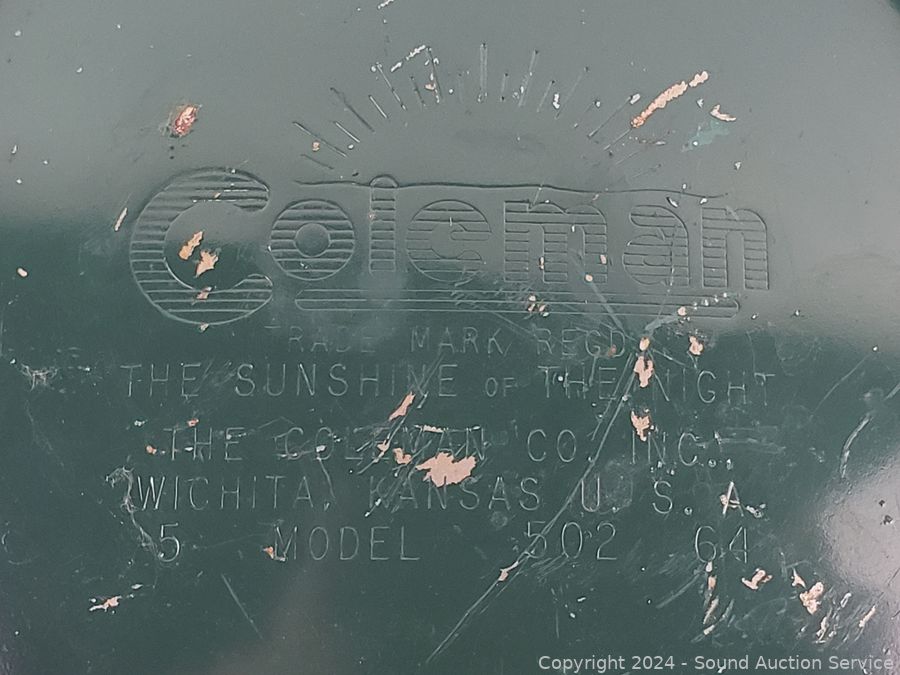 Coleman
TRADE MARK REGD
THE SUNSHINE OF THE NIGHT
THE COLEMAN CO. INC.,
WICHITA, KANSAS U. S. A.
5 MODEL 502 64
Copyright 2024 - Sound Auction Service